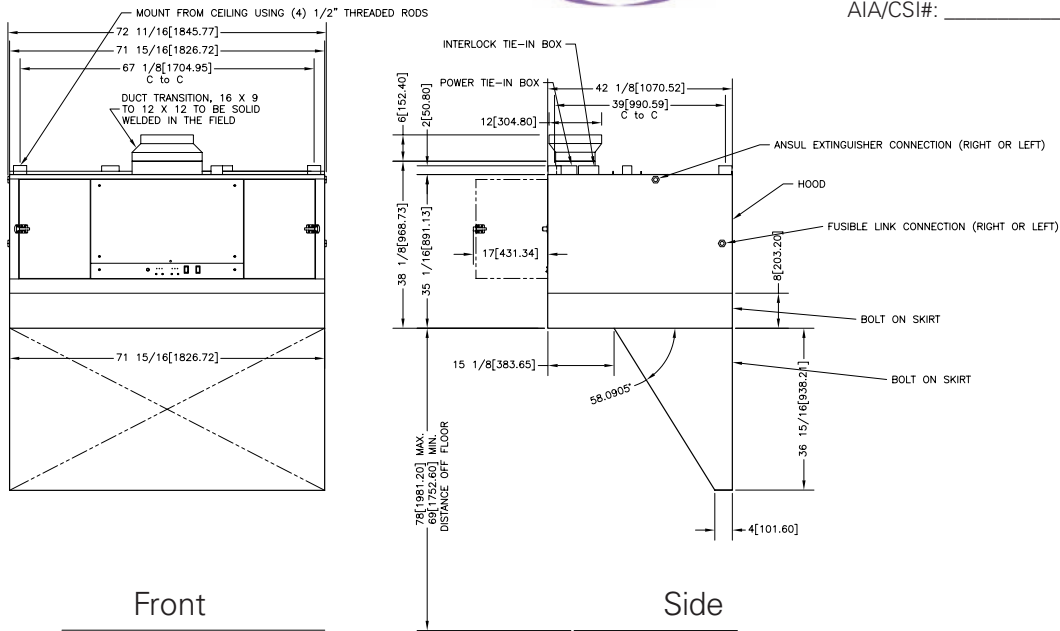 AIA/CSI#: ____________
MOUNT FROM CEILING USING (4) 1/2" THREADED RODS
72 11/16[1845.77]
71 15/16[1826.72]
67 1/8[1704.95]
C to C
DUCT TRANSITION, 16 X 9
TO 12 X 12 TO BE SOLID
WELDED IN THE FIELD
71 15/16[1826.72]
Front
INTERLOCK TIE-IN BOX
POWER TIE-IN BOX
42 1/8[1070.52]
39[990.59]
C to C
12[304.80]
6[152.40]
2[50.80]
38 1/8[968.73]
35 1/16[891.13]
17[431.34]
ANSUL EXTINGUISHER CONNECTION (RIGHT OR LEFT)
HOOD
FUSIBLE LINK CONNECTION (RIGHT OR LEFT)
8[203.20]
BOLT ON SKIRT
BOLT ON SKIRT
15 1/8[383.65]
58.0905°
36 15/16[938.21]
78[1981.20] MAX.
69[1752.60] MIN.
DISTANCE OFF FLOOR
4[101.60]
Side